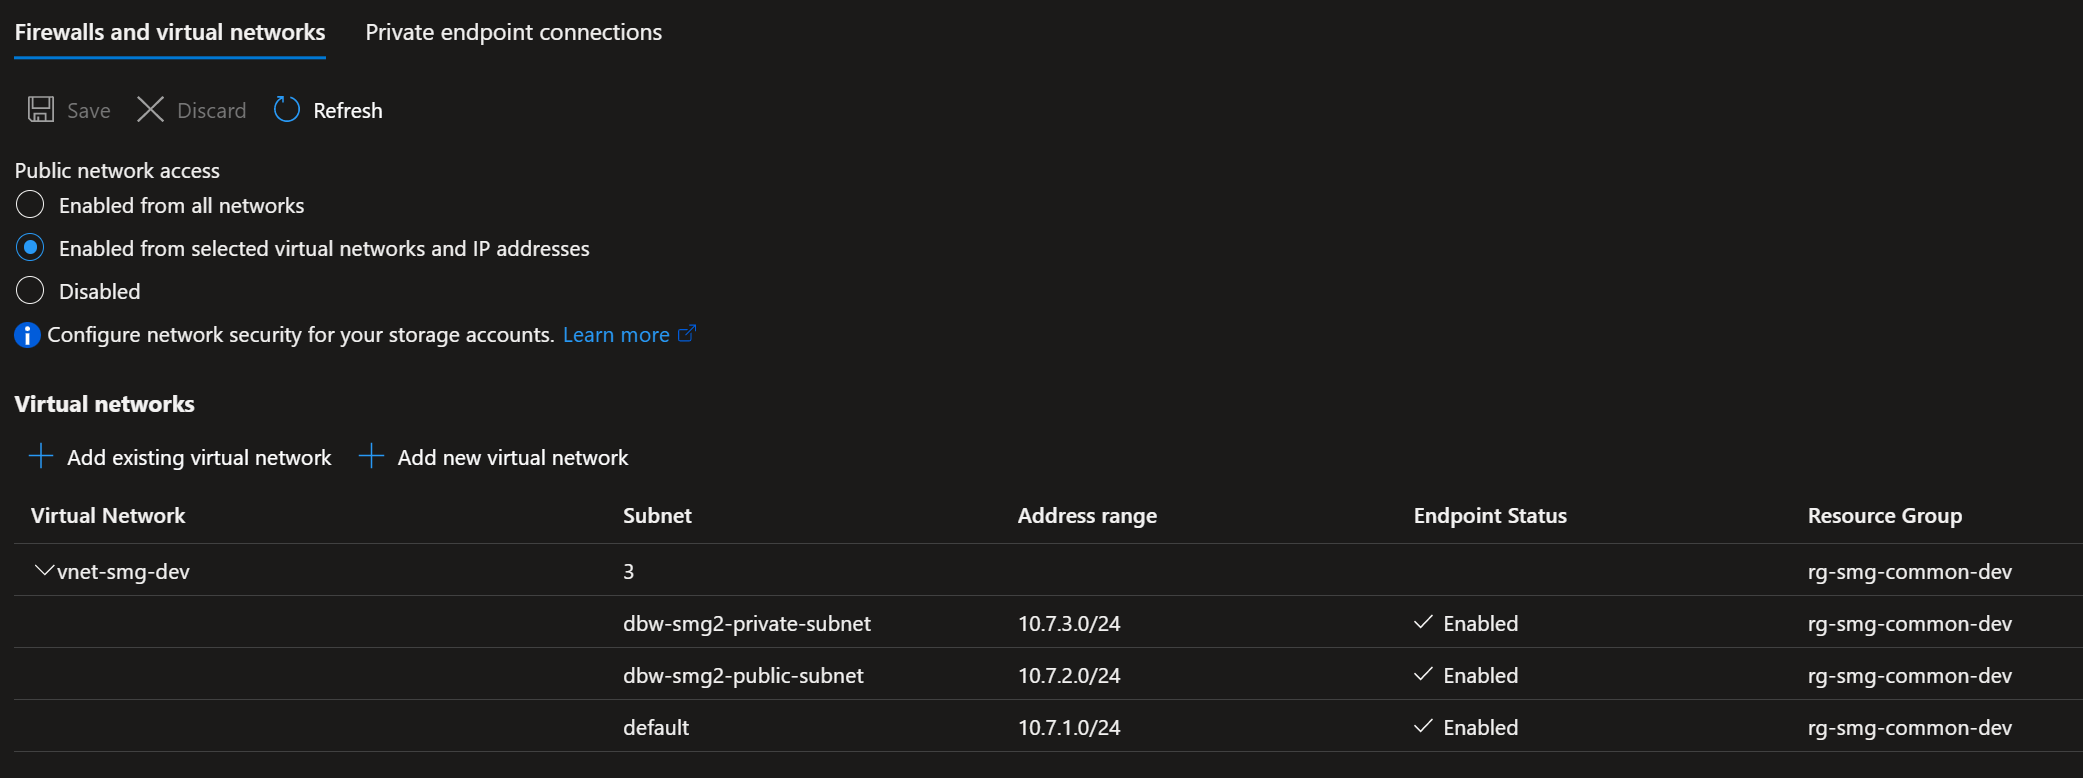 Firewalls and virtual networks Private endpoint connections
Save Discard Refresh
Public network access
Enabled from all networks
Enabled from selected virtual networks and IP addresses
Disabled
Configure network security for your storage accounts. Learn more
Virtual networks
Add existing virtual network Add new virtual network
Virtual Network Subnet Address range Endpoint Status Resource Group
vnet-smg-dev 3 rg-smg-common-dev
dbw-smg2-private-subnet 10.7.3.0/24 Enabled rg-smg-common-dev
dbw-smg2-public-subnet 10.7.2.0/24 Enabled rg-smg-common-dev
default 10.7.1.0/24 Enabled rg-smg-common-dev